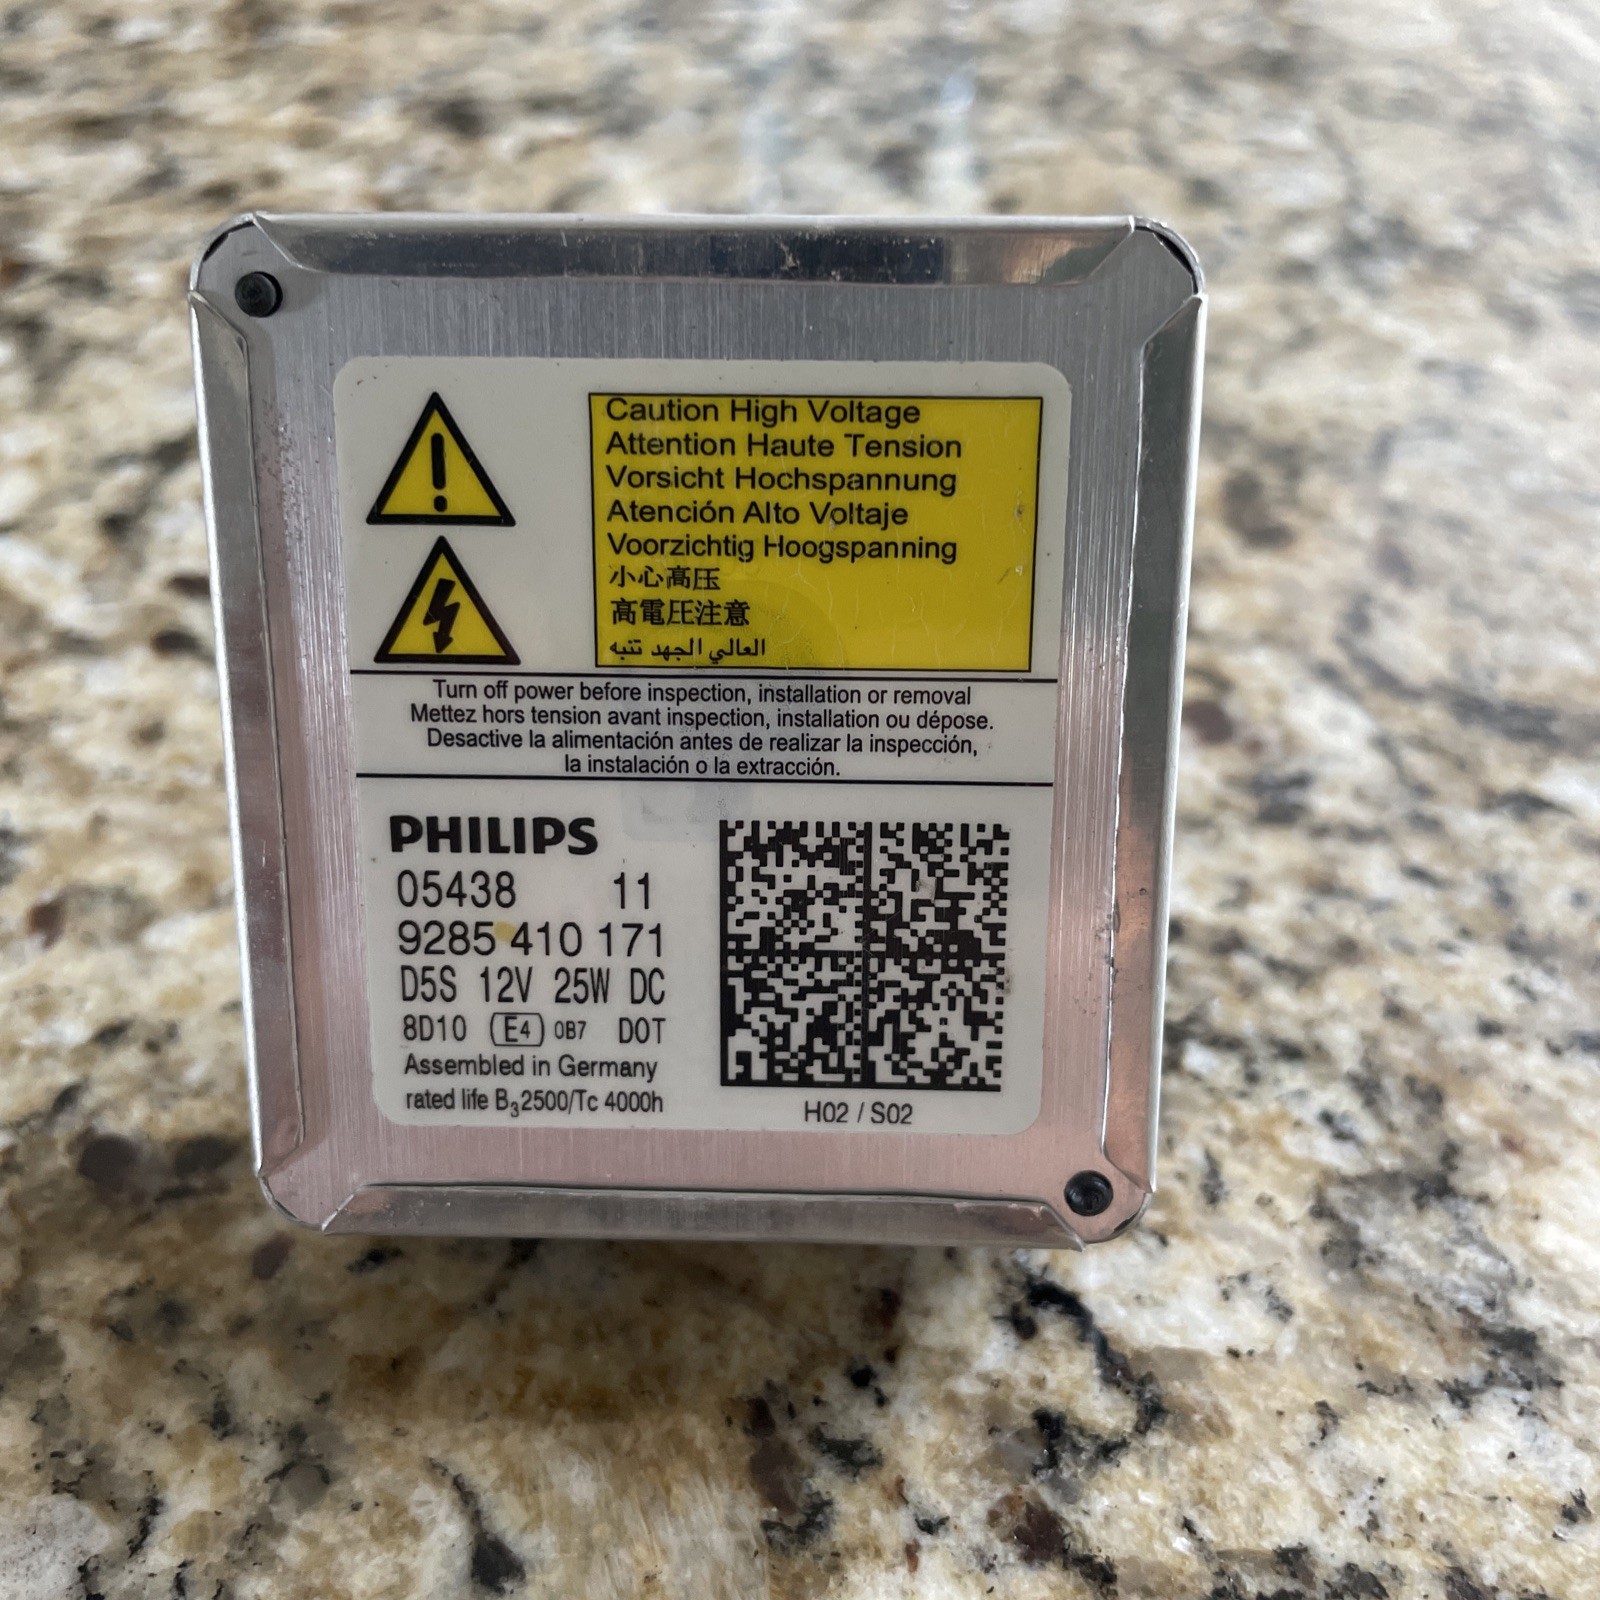 Caution High Voltage
Attention Haute Tension
Vorsicht Hochspannung
Atención Alto Voltaje
Voorzichtig Hoogspanning
小心高压
高電圧注意
العالي الجهد تنبه
Turn off power before inspection, installation or removal
Mettez hors tension avant inspection, installation ou dépose.
Desactive la alimentación antes de realizar la inspección,
la instalación o la extracción.
PHILIPS
05438 11
9285 410 171
D5S 12V 25W DC
8D10 E4 0B7 DOT
Assembled in Germany
rated life B3 2500/Tc 4000h
H02 / S02